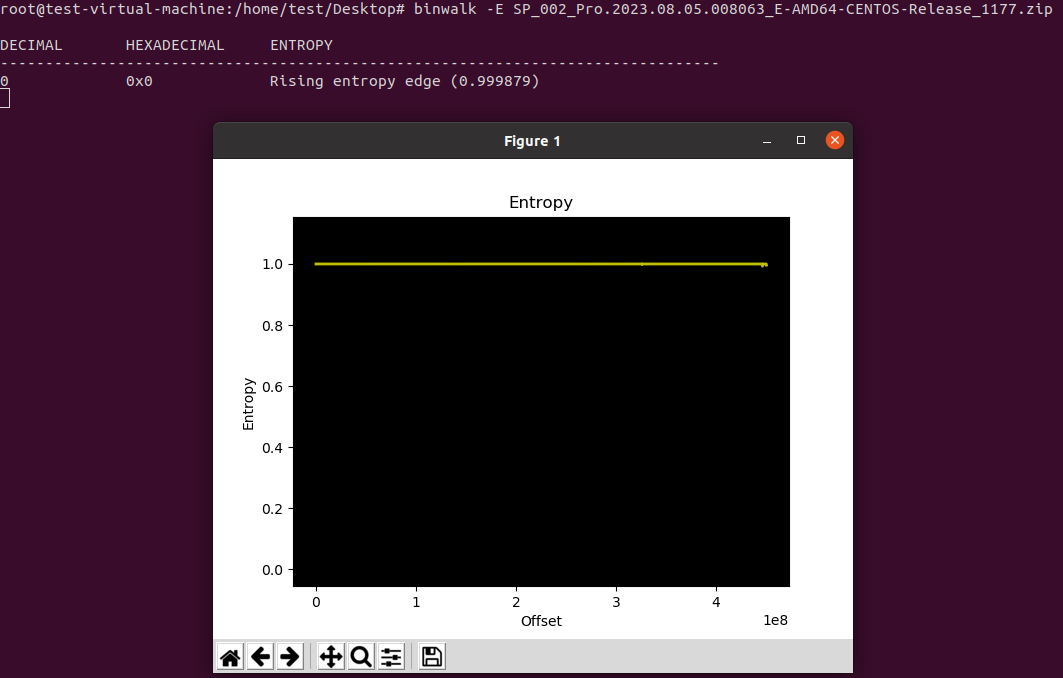 root@test-virtual-machine:/home/test/Desktop# binwalk -E SP_002_Pro.2023.08.05.008063_E-AMD64-CENTOS-Release_1177.zip
DECIMAL HEXADECIMAL ENTROPY
--------------------------------------------------------------------------------
0 0x0 Rising entropy edge (0.999879)
Figure 1
Entropy
1.0
0.8
0.6
0.4
0.2
0.0
Entropy
0 1 2 3 4
Offset
1e8